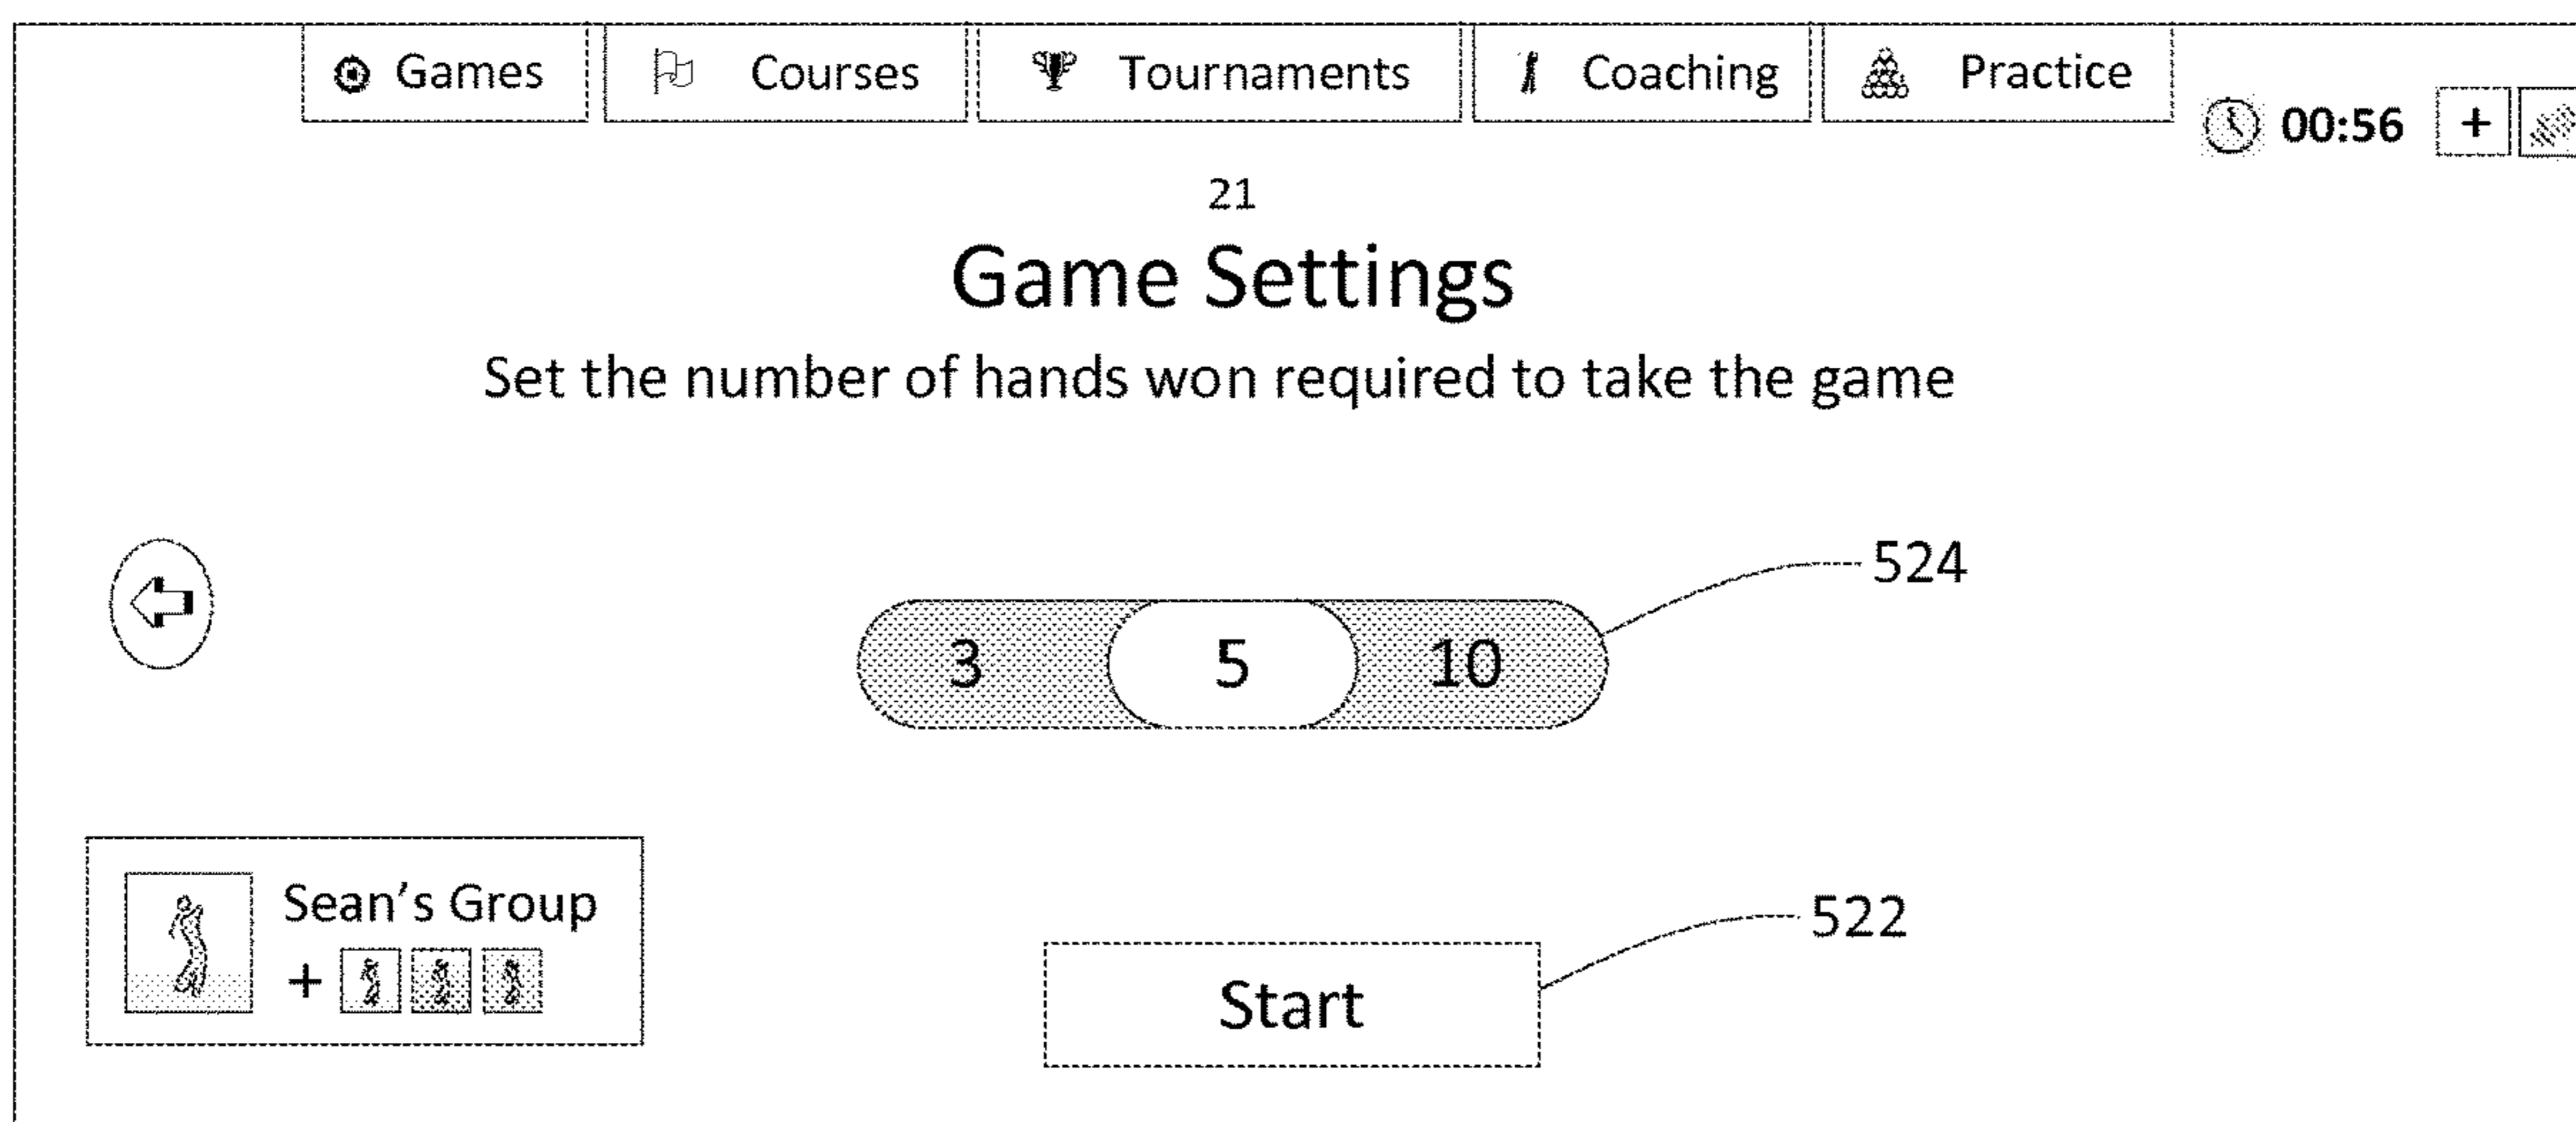 Games Courses Tournaments Coaching Practice
00:56 +
21
Game Settings
Set the number of hands won required to take the game
524
3 5 10
Sean's Group
+
522
Start